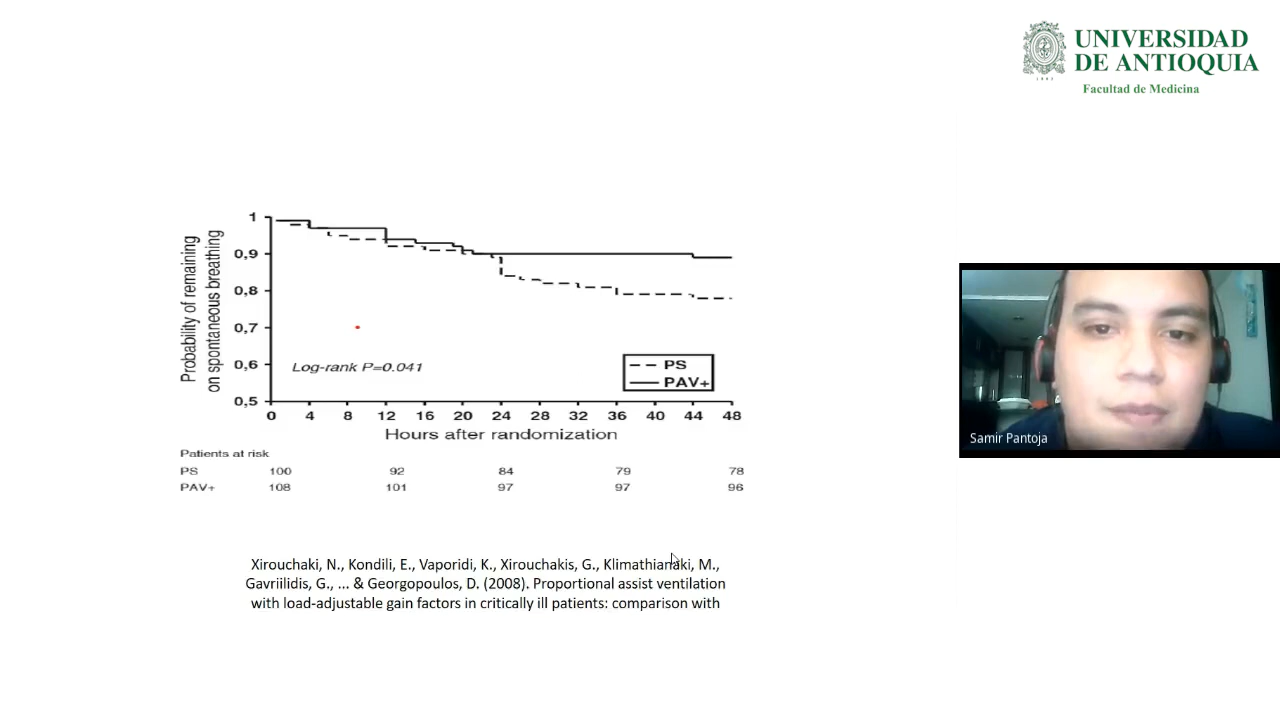 UNIVERSIDAD
DE ANTIOQUIA
1803
Facultad de Medicina
Probability of remaining
on spontaneous breathing
1
0,9
0,8
0,7
0,6
0,5
Log-rank P=0.041
PS
PAV+
0 4 8 12 16 20 24 28 32 36 40 44 48
Hours after randomization
Patients at risk
PS 100 92 84 79 78
PAV+ 108 101 97 97 96
Xirouchaki, N., Kondili, E., Vaporidi, K., Xirouchakis, G., Klimathianaki, M.,
Gavriilidis, G., ... & Georgopoulos, D. (2008). Proportional assist ventilation
with load-adjustable gain factors in critically ill patients: comparison with
Samir Pantoja